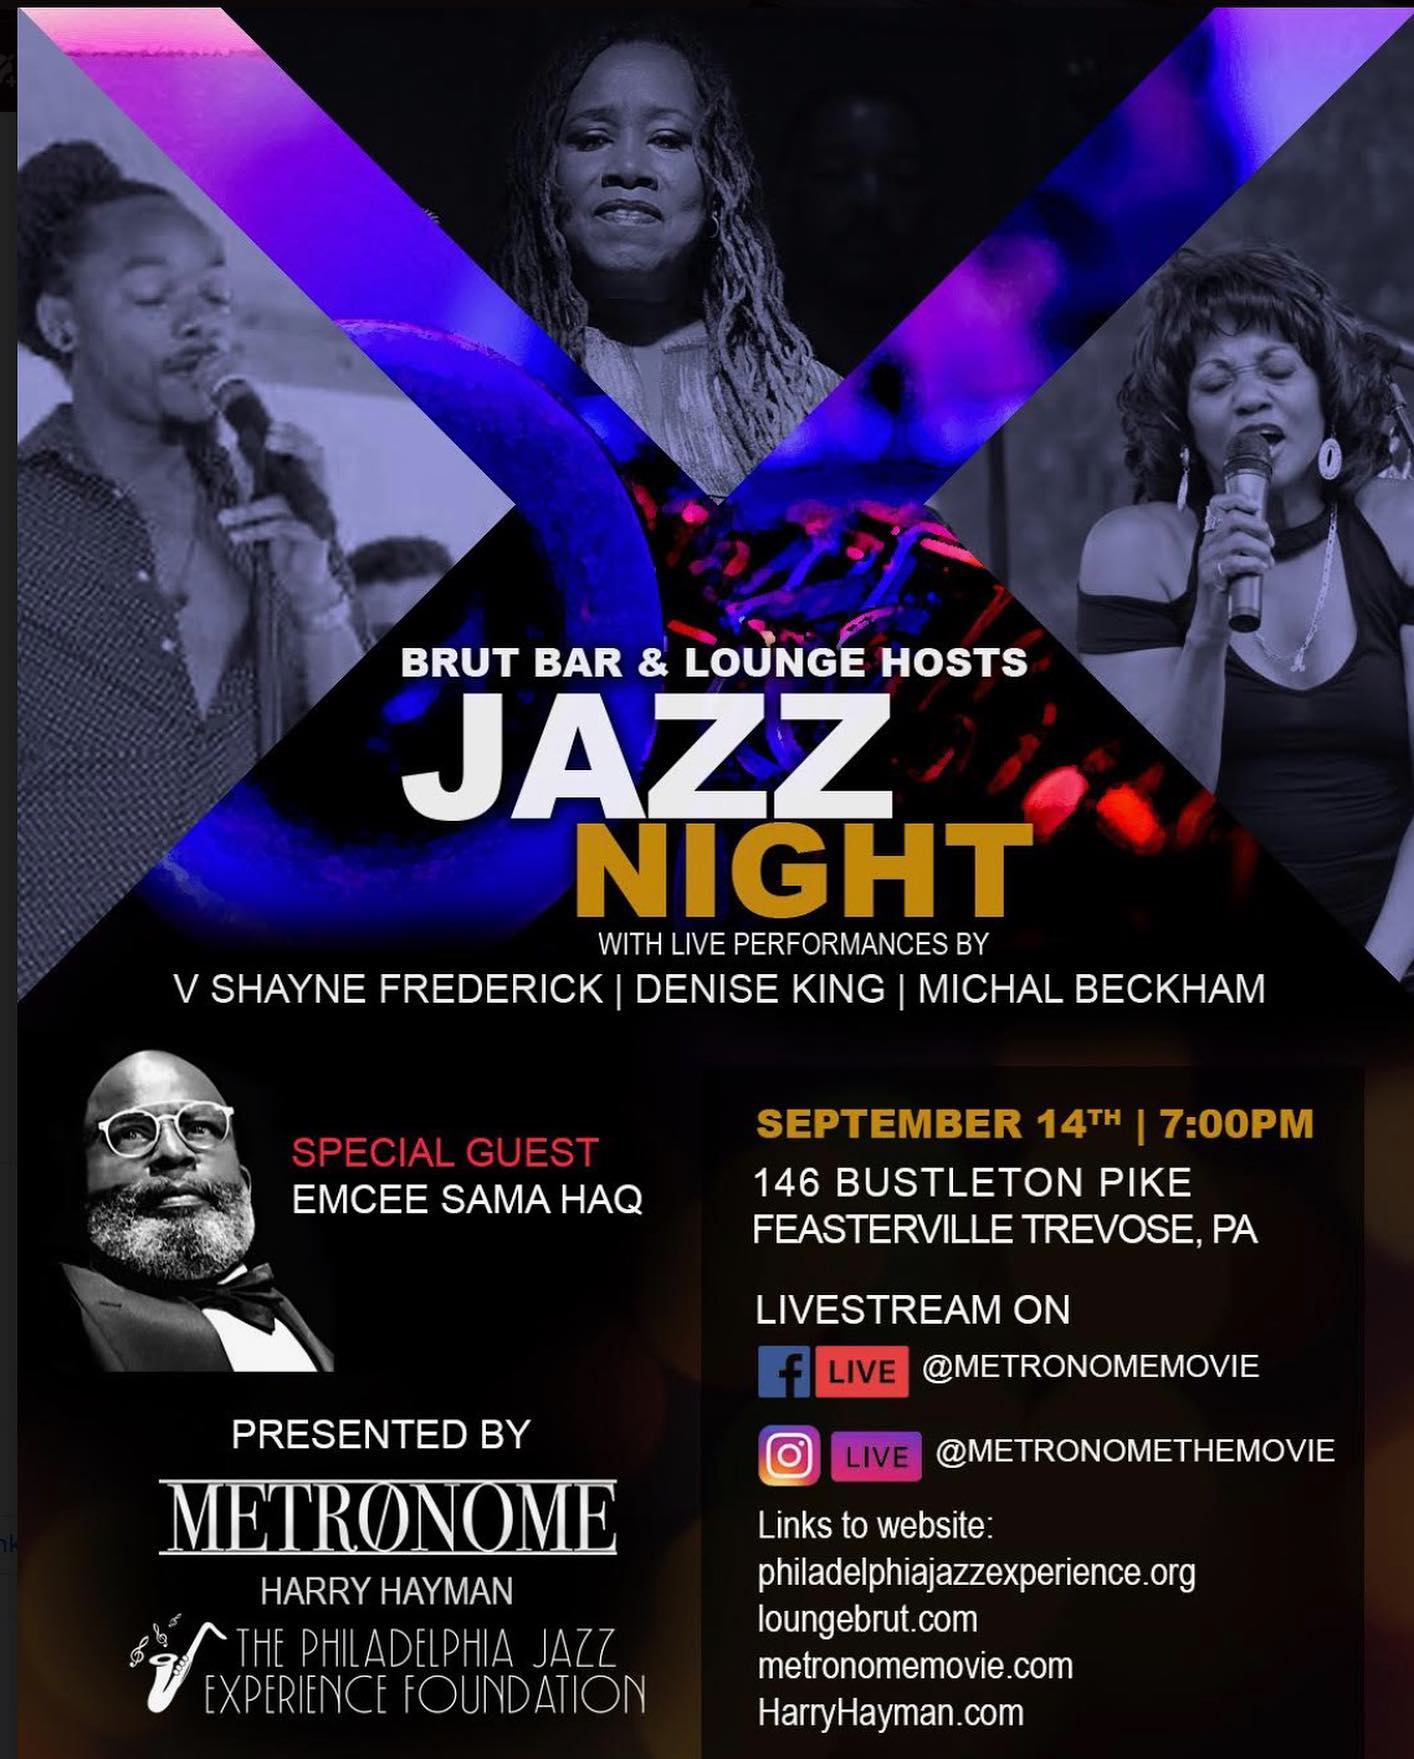 BRUT BAR & LOUNGE HOSTS
JAZZ
NIGHT
WITH LIVE PERFORMANCES BY
V SHAYNE FREDERICK | DENISE KING | MICHAL BECKHAM
SPECIAL GUEST
EMCEE SAMA HAQ
PRESENTED BY
METRØNOME
HARRY HAYMAN
THE PHILADELPHIA JAZZ
EXPERIENCE FOUNDATION
SEPTEMBER 14TH | 7:00PM
146 BUSTLETON PIKE
FEASTERVILLE TREVOSE, PA
LIVESTREAM ON
f LIVE @METRONOMEMOVIE
LIVE @METRONOMETHEMOVIE
Links to website:
philadelphiajazzexperience.org
loungebrut.com
metronomemovie.com
HarryHayman.com